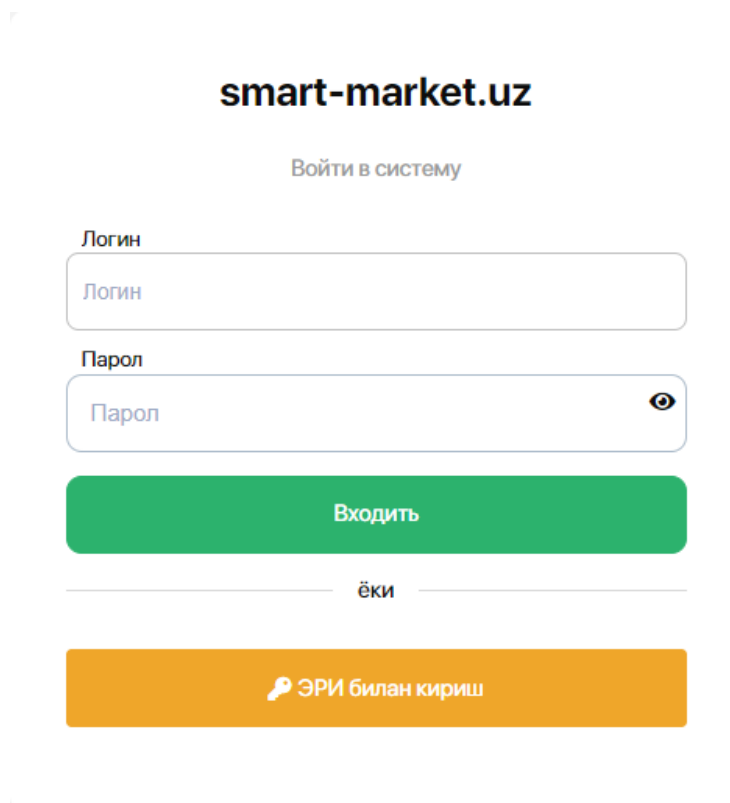 smart-market.uz
Войти в систему
Логин
Логин
Парол
Парол
Входить
ёки
ЭРИ билан кириш